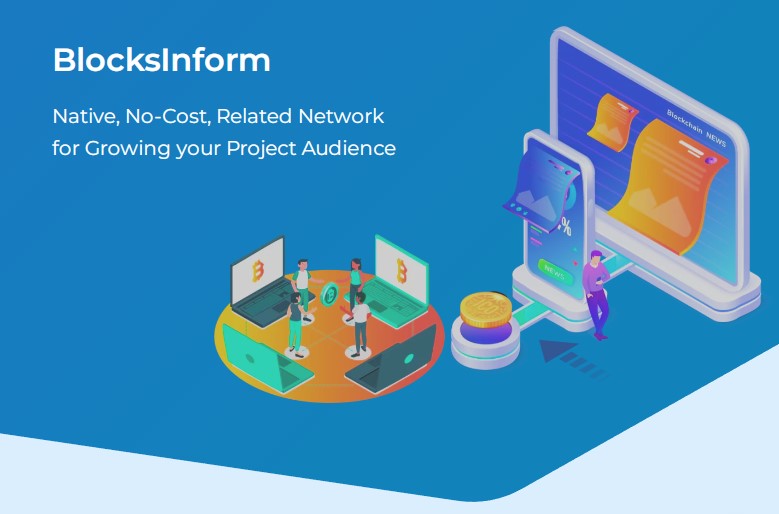 BlocksInform
Native, No-Cost, Related Network
for Growing your Project Audience
Blockchain NEWS
%
NEWS